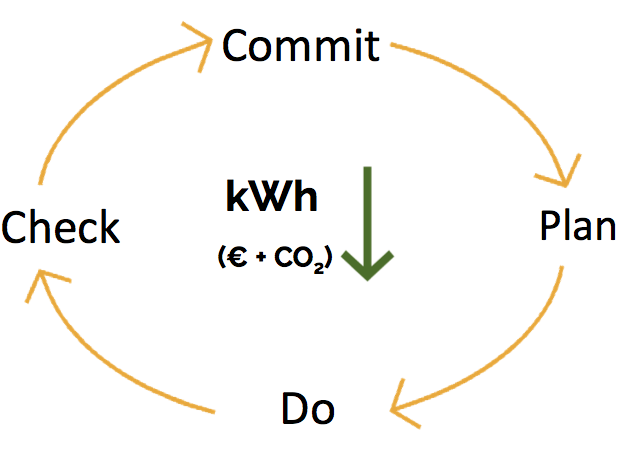 Commit
kWh
(€ + CO₂)
Check
Plan
Do